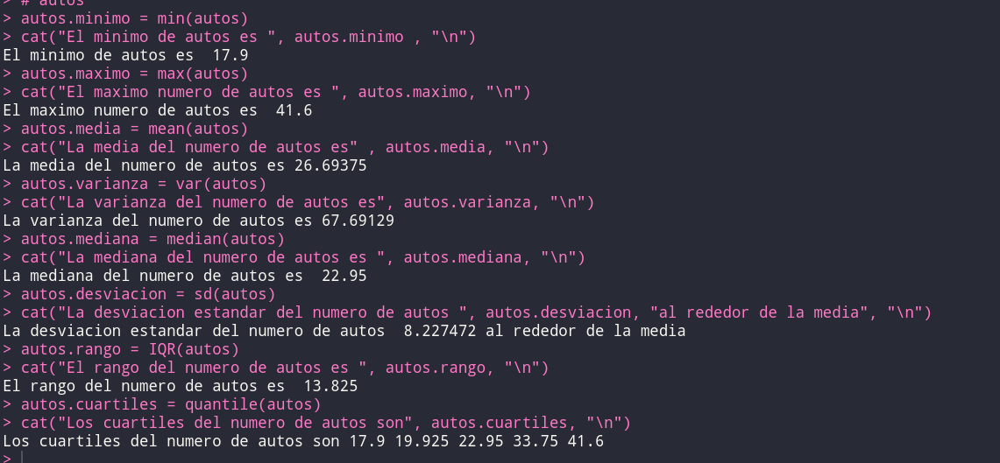 > # autos
> autos.minimo = min(autos)
> cat("El minimo de autos es ", autos.minimo , "\n")
El minimo de autos es  17.9
> autos.maximo = max(autos)
> cat("El maximo numero de autos es ", autos.maximo, "\n")
El maximo numero de autos es  41.6
> autos.media = mean(autos)
> cat("La media del numero de autos es" , autos.media, "\n")
La media del numero de autos es 26.69375
> autos.varianza = var(autos)
> cat("La varianza del numero de autos es", autos.varianza, "\n")
La varianza del numero de autos es 67.69129
> autos.mediana = median(autos)
> cat("La mediana del numero de autos es ", autos.mediana, "\n")
La mediana del numero de autos es  22.95
> autos.desviacion = sd(autos)
> cat("La desviacion estandar del numero de autos ", autos.desviacion, "al rededor de la media", "\n")
La desviacion estandar del numero de autos  8.227472 al rededor de la media
> autos.rango = IQR(autos)
> cat("El rango del numero de autos es ", autos.rango, "\n")
El rango del numero de autos es  13.825
> autos.cuartiles = quantile(autos)
> cat("Los cuartiles del numero de autos son", autos.cuartiles, "\n")
Los cuartiles del numero de autos son 17.9 19.925 22.95 33.75 41.6
>